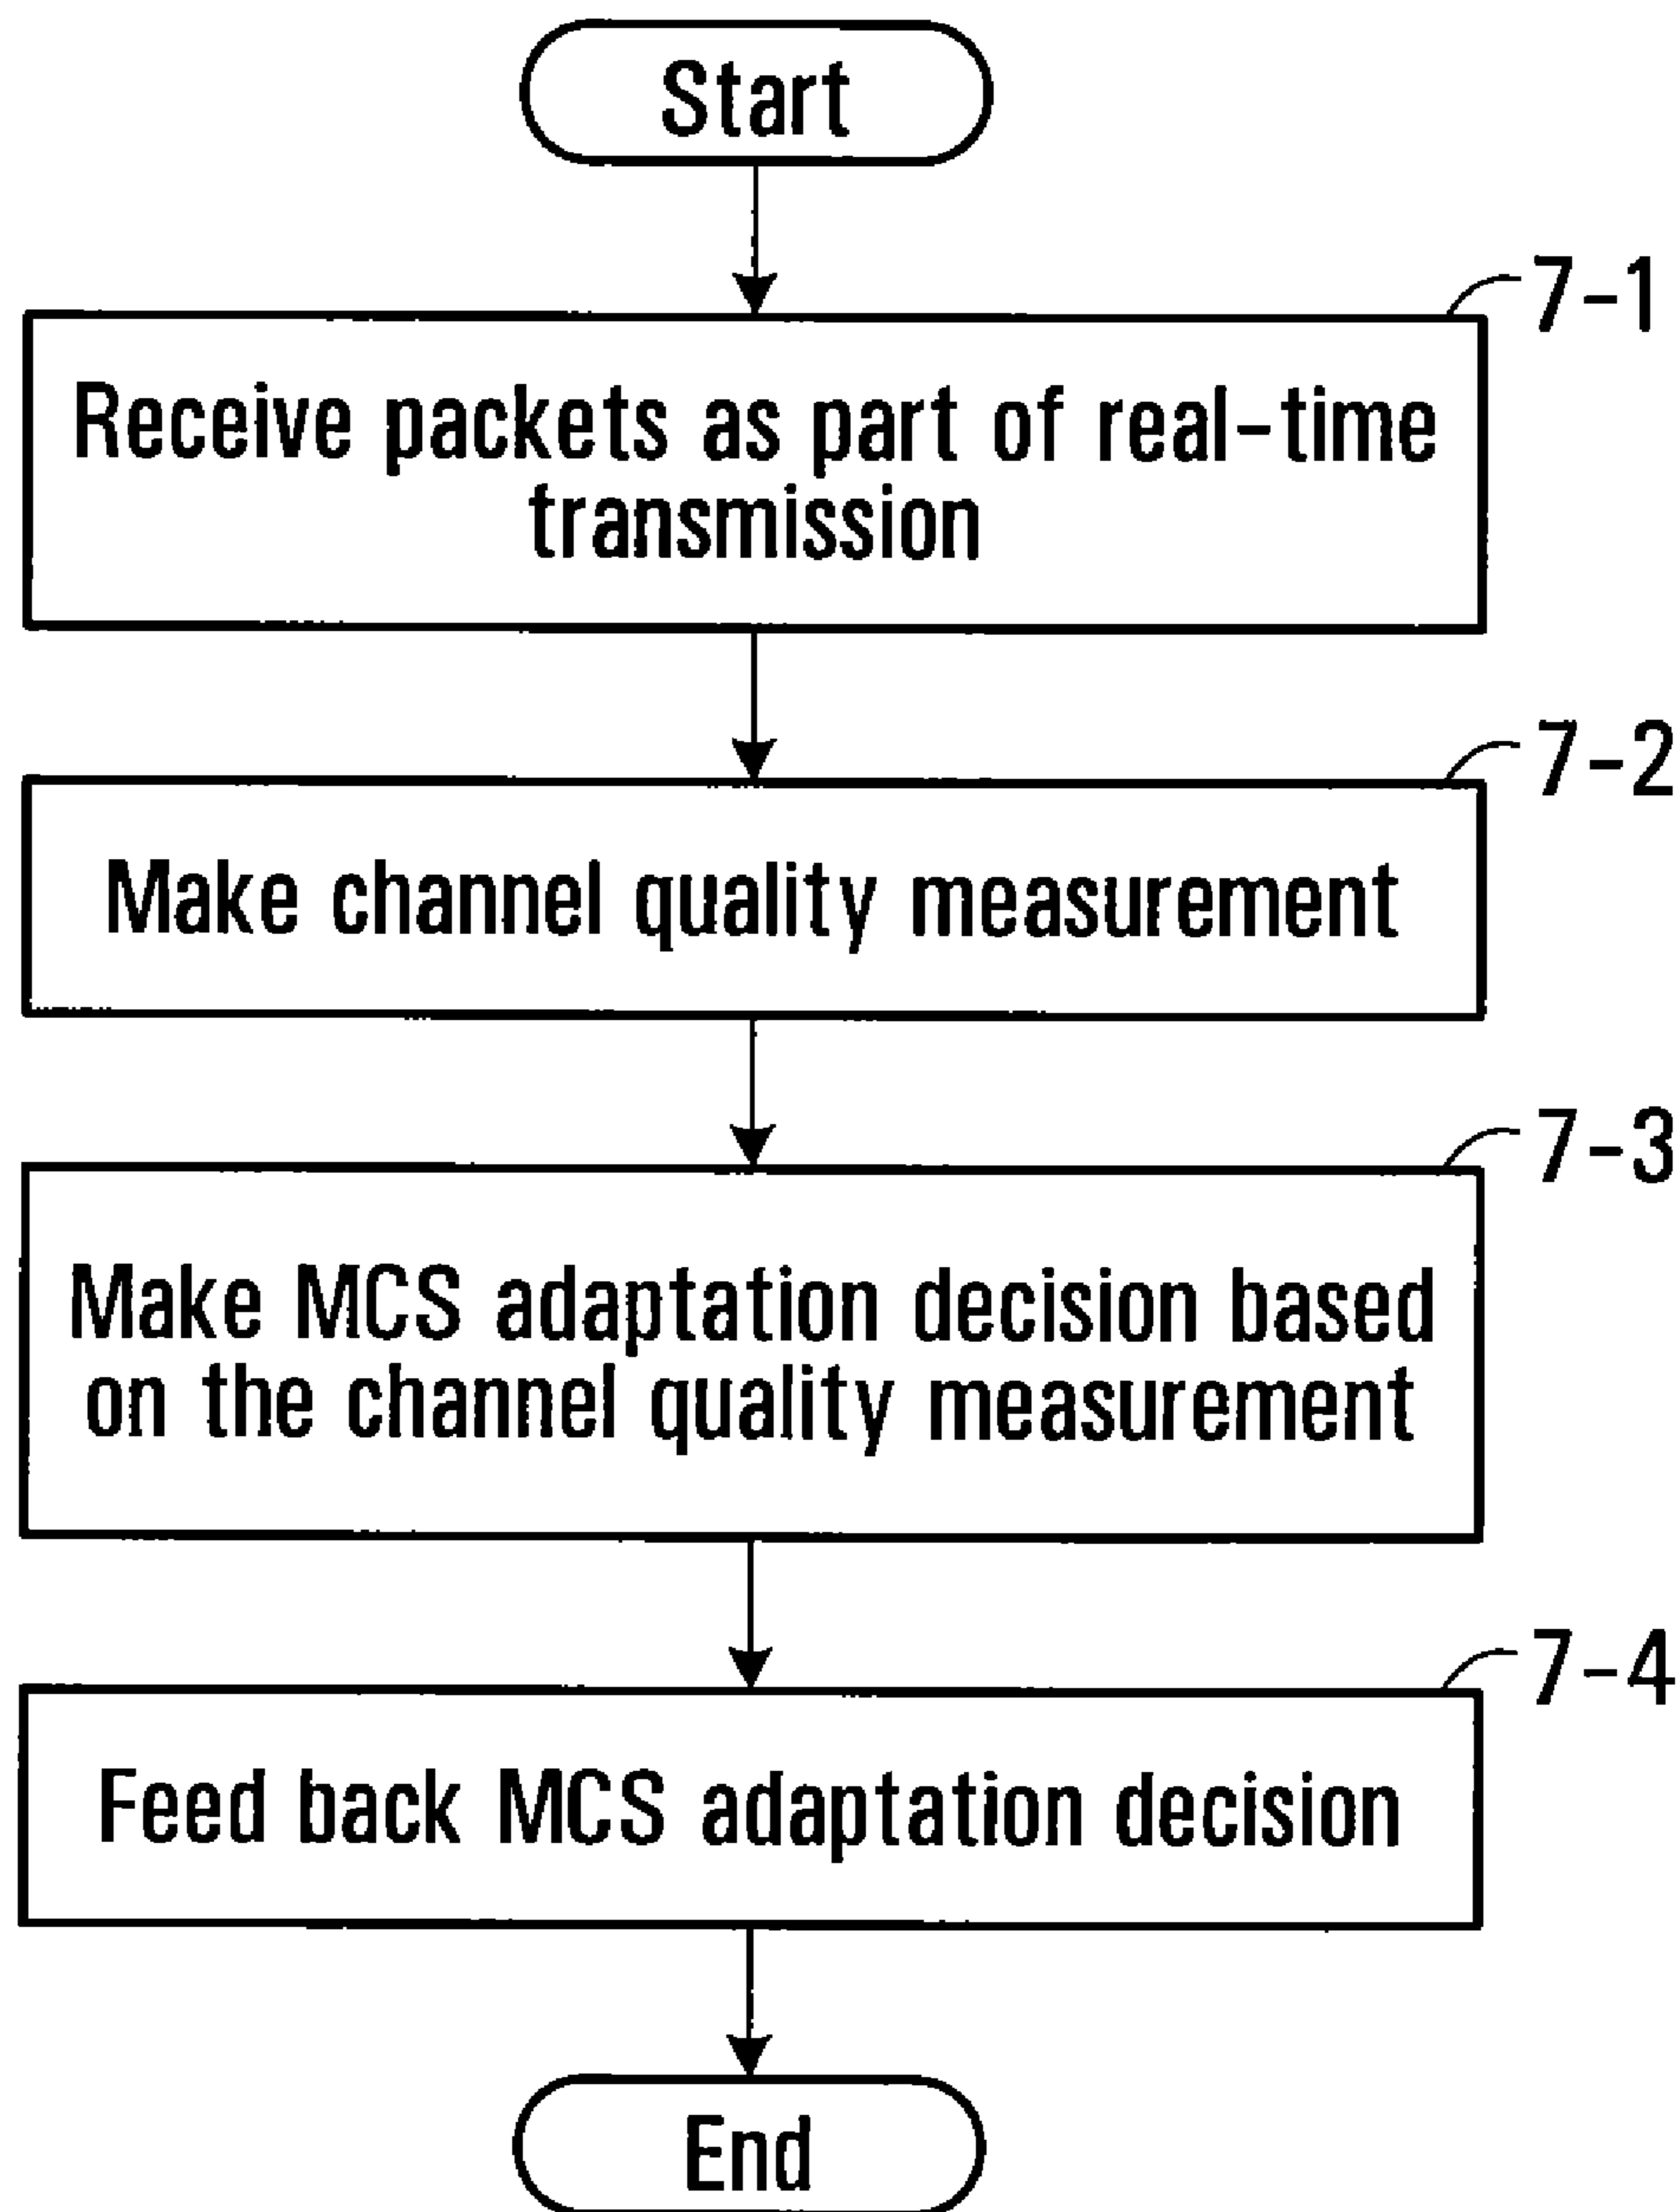 Start
7-1
Receive packets as part of real-time
transmission
7-2
Make channel quality measurement
7-3
Make MCS adaptation decision based
on the channel quality measurement
7-4
Feed back MCS adaptation decision
End